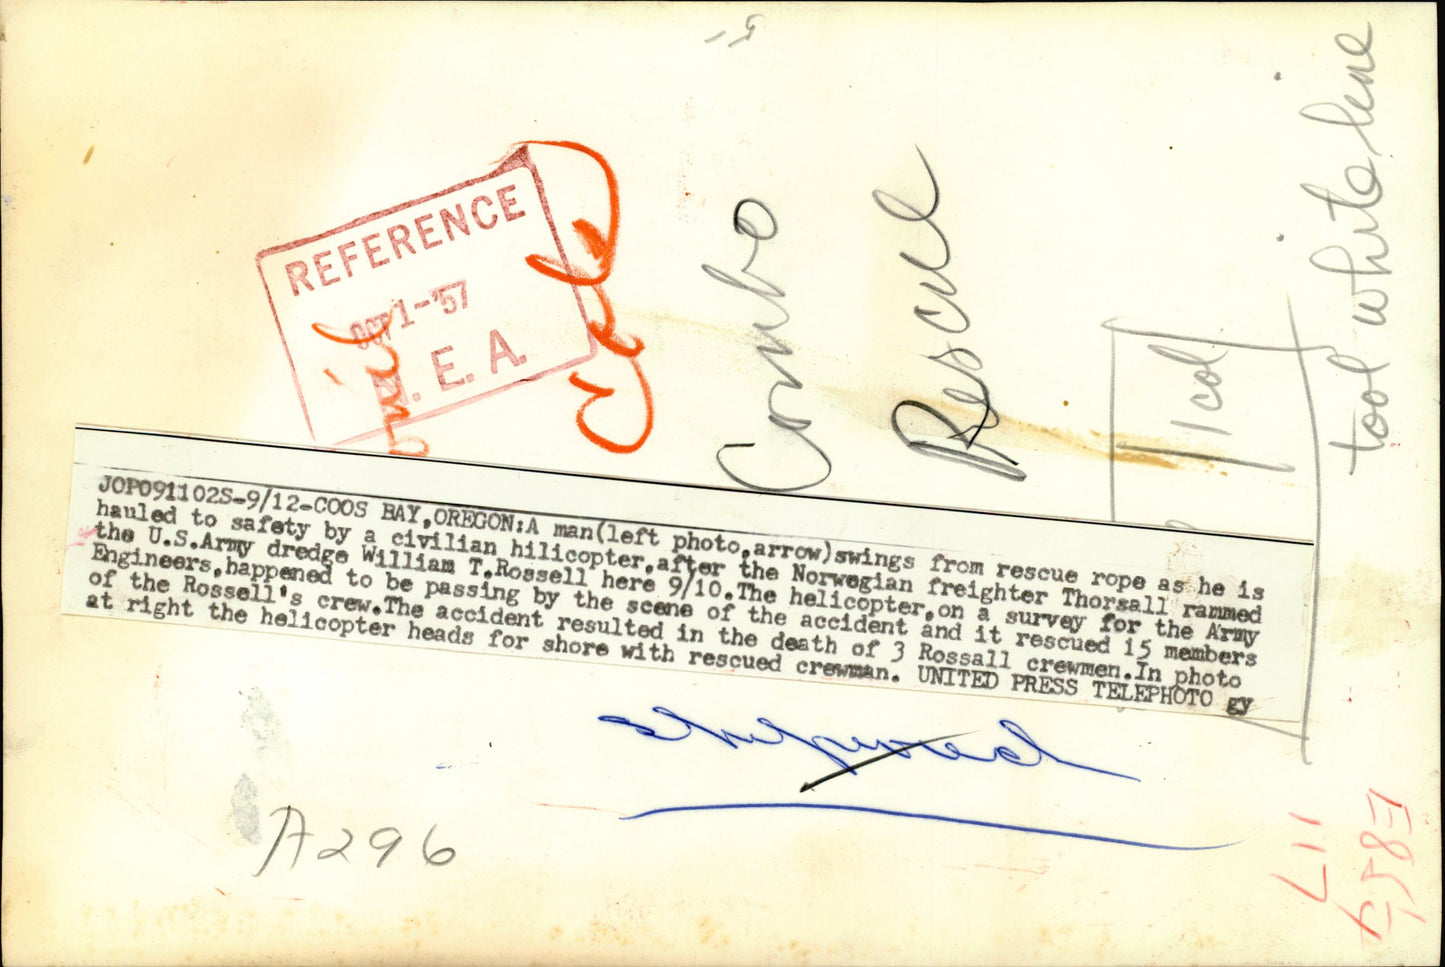 REFERENCE
OCT 1-'57
N. E. A.
Combo
Rescue
1 col
tool white line
JOP091102S-9/12-COOS BAY,OREGON:A man(left photo,arrow)swings from rescue rope as he is
hauled to safety by a civilian hilicopter,after the Norwegian freighter Thorsall rammed
the U.S.Army dredge William T.Rossell here 9/10.The helicopter,on a survey for the Army
Engineers,happened to be passing by the scene of the accident and it rescued 15 members
of the Rossell's crew.The accident resulted in the death of 3 Rossall crewmen.In photo
at right the helicopter heads for shore with rescued crewman. UNITED PRESS TELEPHOTO gy
A296